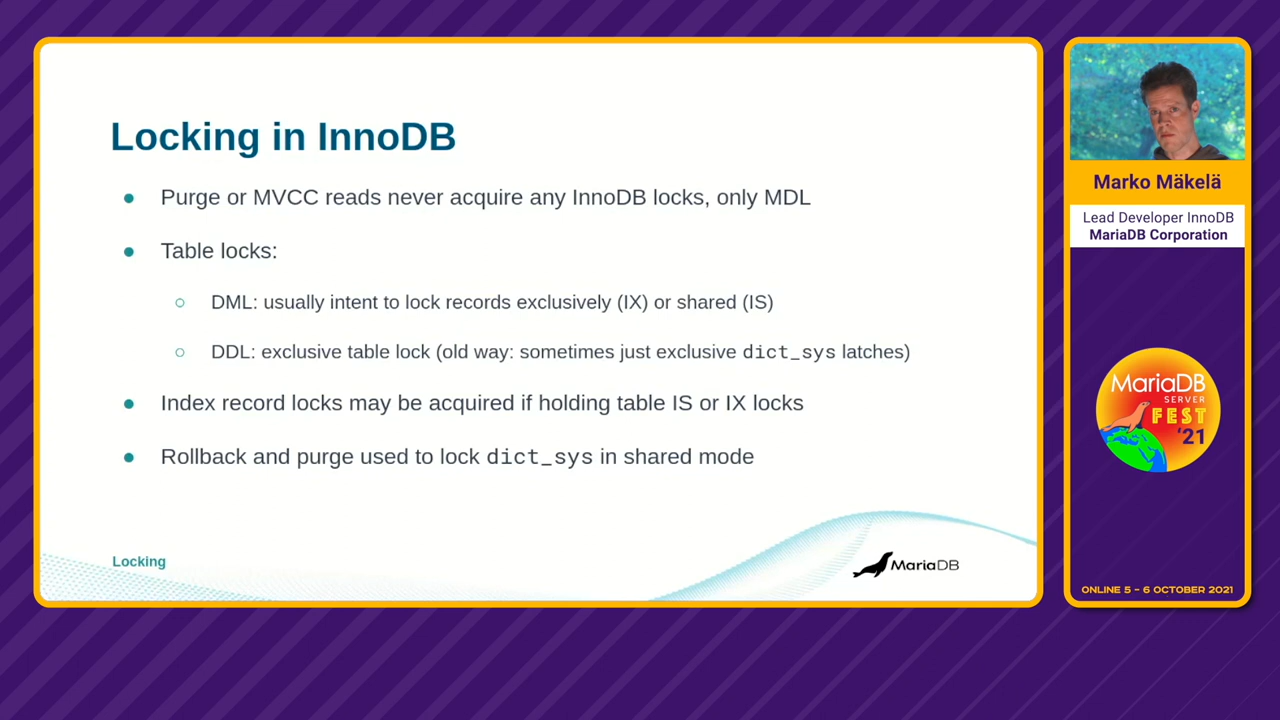 Locking in InnoDB
Purge or MVCC reads never acquire any InnoDB locks, only MDL
Table locks:
DML: usually intent to lock records exclusively (IX) or shared (IS)
DDL: exclusive table lock (old way: sometimes just exclusive dict_sys latches)
Index record locks may be acquired if holding table IS or IX locks
Rollback and purge used to lock dict_sys in shared mode
Locking
MariaDB
Marko Mäkelä
Lead Developer InnoDB
MariaDB Corporation
MariaDB
SERVER
FEST
'21
ONLINE 5 – 6 OCTOBER 2021